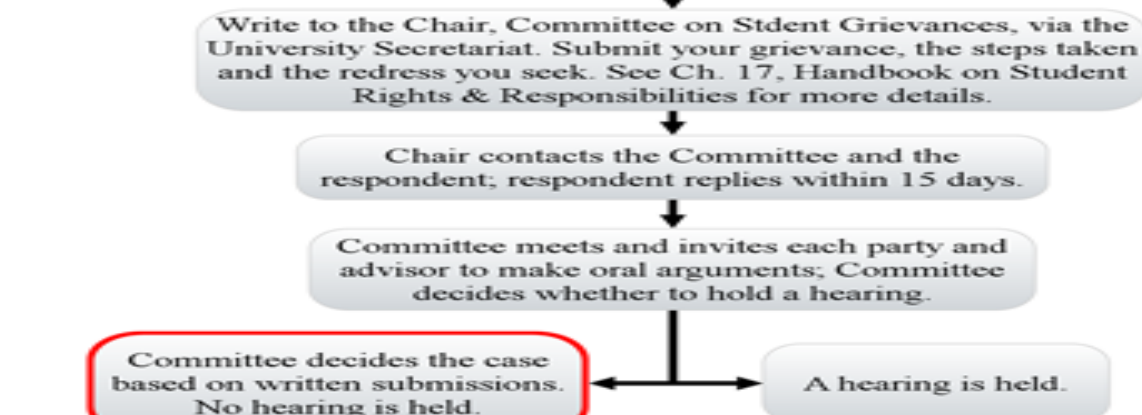 Write to the Chair, Committee on Stdent Grievances, via the
University Secretariat. Submit your grievance, the steps taken
and the redress you seek. See Ch. 17, Handbook on Student
Rights & Responsibilities for more details.
Chair contacts the Committee and the
respondent; respondent replies within 15 days.
Committee meets and invites each party and
advisor to make oral arguments; Committee
decides whether to hold a hearing.
Committee decides the case
based on written submissions.
No hearing is held.
A hearing is held.